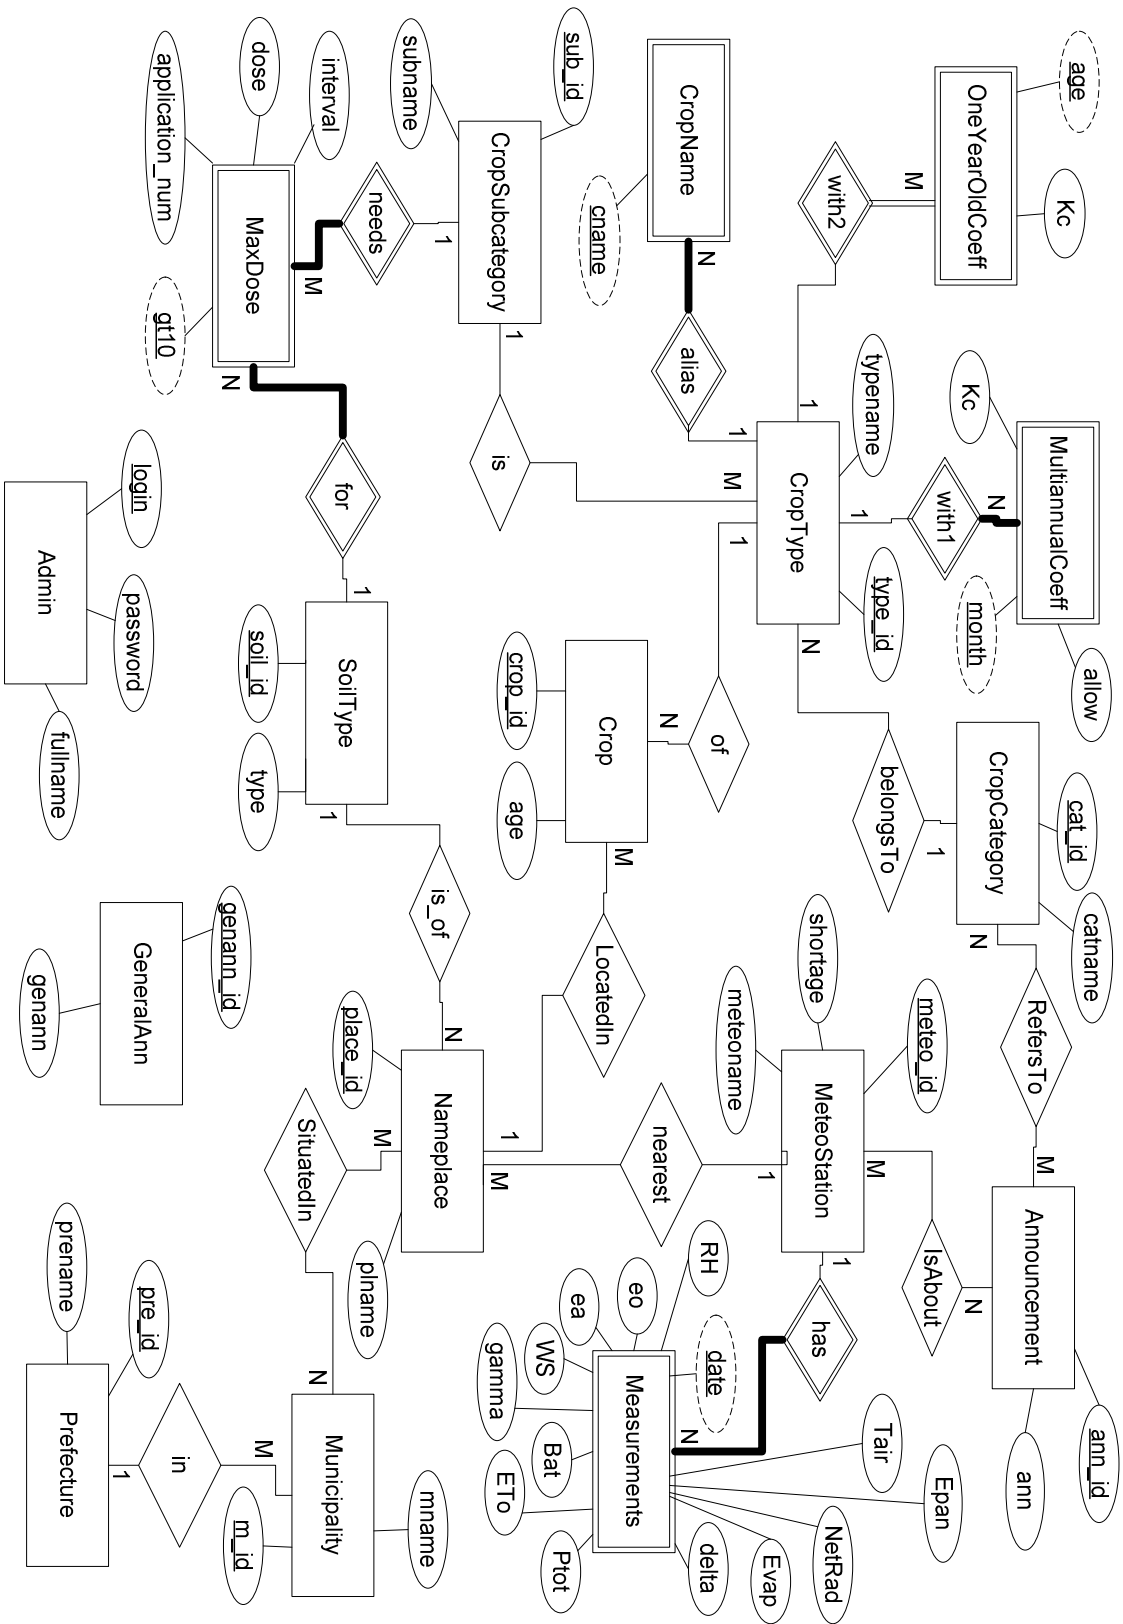 age
allow
cat_id
catname
ann_id
Kc
MultiannualCoeff
RefersTo
M
Announcement
ann
OneYearOldCoeff
Kc
N
month
CropCategory
N
N
M
with1
1
meteo_id
IsAbout
Epan
typename
1
type_id
belongsTo
M
Tair
with2
1
CropType
N
shortage
MeteoStation
1
has
NetRad
1
M
1
meteoname
1
Evap
CropName
N
alias
of
RH
date
N
delta
cname
N
nearest
eo
Measurements
sub_id
Crop
M
LocatedIn
ea
Ptot
CropSubcategory
1
is
crop_id
age
1
M
WS
Bat
subname
1
is_of
N
Nameplace
gamma
ETo
needs
1
SoilType
1
place_id
M
plname
mname
interval
M
for
Municipality
dose
MaxDose
N
soil_id
type
SituatedIn
N
M
m_id
application_num
gt10
login
password
genann_id
pre_id
in
1
Admin
fullname
GeneralAnn
genann
prename
Prefecture